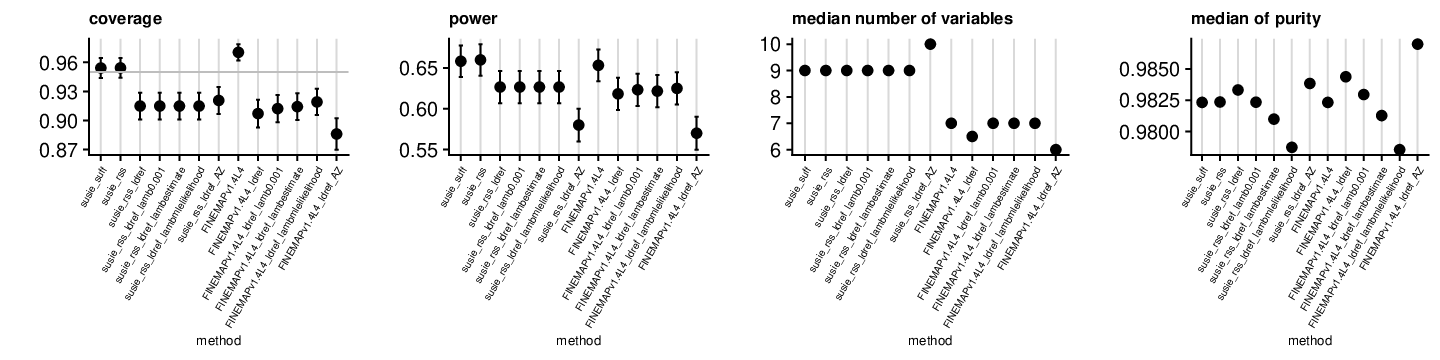 coverage
0.96
0.93
0.90
0.87
susie_suff
susie_rss
susie_rss_ldref
susie_rss_ldref_lamb0.001
susie_rss_ldref_lambestimate
susie_rss_ldref_lambmlelikelihood
susie_rss_ldref_AZ
FINEMAPv1.4L4
FINEMAPv1.4L4_ldref
FINEMAPv1.4L4_ldref_lamb0.001
FINEMAPv1.4L4_ldref_lambestimate
FINEMAPv1.4L4_ldref_lambmlelikelihood
FINEMAPv1.4L4_ldref_AZ
method
power
0.65
0.60
0.55
susie_suff
susie_rss
susie_rss_ldref
susie_rss_ldref_lamb0.001
susie_rss_ldref_lambestimate
susie_rss_ldref_lambmlelikelihood
susie_rss_ldref_AZ
FINEMAPv1.4L4
FINEMAPv1.4L4_ldref
FINEMAPv1.4L4_ldref_lamb0.001
FINEMAPv1.4L4_ldref_lambestimate
FINEMAPv1.4L4_ldref_lambmlelikelihood
FINEMAPv1.4L4_ldref_AZ
method
median number of variables
10
9
8
7
6
susie_suff
susie_rss
susie_rss_ldref
susie_rss_ldref_lamb0.001
susie_rss_ldref_lambestimate
susie_rss_ldref_lambmlelikelihood
susie_rss_ldref_AZ
FINEMAPv1.4L4
FINEMAPv1.4L4_ldref
FINEMAPv1.4L4_ldref_lamb0.001
FINEMAPv1.4L4_ldref_lambestimate
FINEMAPv1.4L4_ldref_lambmlelikelihood
FINEMAPv1.4L4_ldref_AZ
method
median of purity
0.9850
0.9825
0.9800
susie_suff
susie_rss
susie_rss_ldref
susie_rss_ldref_lamb0.001
susie_rss_ldref_lambestimate
susie_rss_ldref_lambmlelikelihood
susie_rss_ldref_AZ
FINEMAPv1.4L4
FINEMAPv1.4L4_ldref
FINEMAPv1.4L4_ldref_lamb0.001
FINEMAPv1.4L4_ldref_lambestimate
FINEMAPv1.4L4_ldref_lambmlelikelihood
FINEMAPv1.4L4_ldref_AZ
method